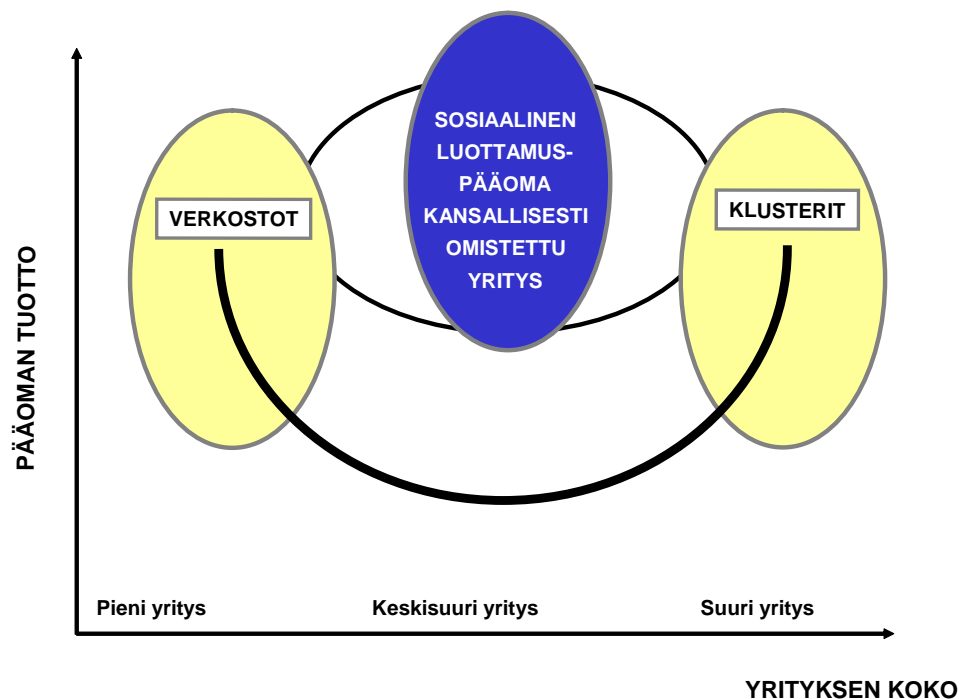 SOSIAALINEN
LUOTTAMUS-
PÄÄOMA
KANSALLISESTI
OMISTETTU
YRITYS
VERKOSTOT
KLUSTERIT
PÄÄOMAN TUOTTO
Pieni yritys
Keskisuuri yritys
Suuri yritys
YRITYKSEN KOKO